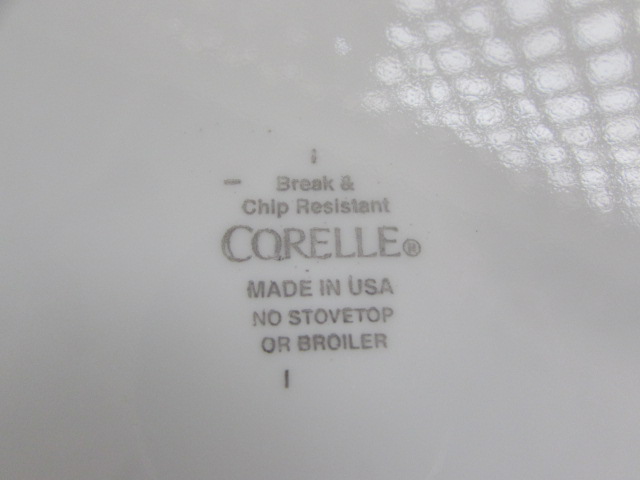 Break &
Chip Resistant
CORELLE®
MADE IN USA
NO STOVETOP
OR BROILER